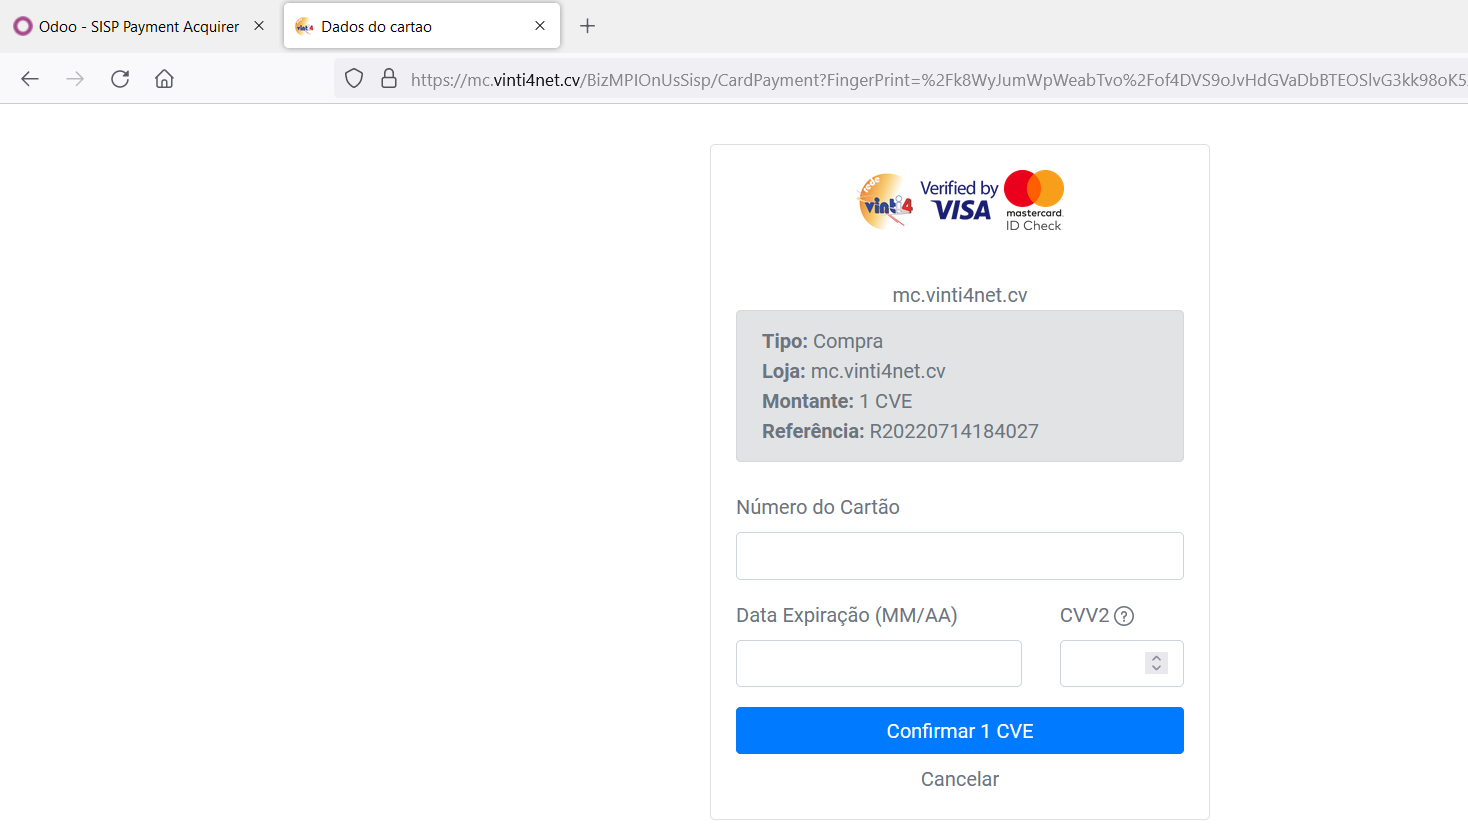 Odoo - SISP Payment Acquirer
Dados do cartao
https://mc.vinti4net.cv/BizMPIOnUsSisp/CardPayment?FingerPrint=%2Fk8WyJumWpWeabTvo%2Fof4DVS9oJvHdGVaDbBTEOSlvG3kk98oK5
rede
vinti4
Verified by
VISA
mastercard.
ID Check
mc.vinti4net.cv
Tipo: Compra
Loja: mc.vinti4net.cv
Montante: 1 CVE
Referência: R20220714184027
Número do Cartão
Data Expiração (MM/AA)
CVV2 ?
Confirmar 1 CVE
Cancelar